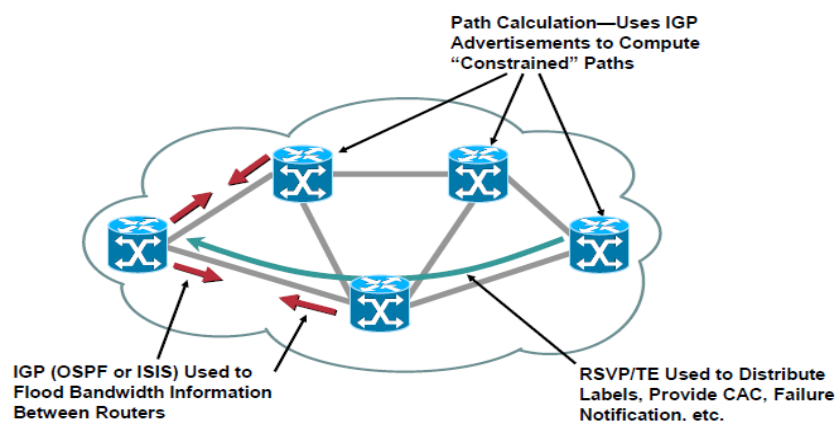 Path Calculation—Uses IGP
Advertisements to Compute
“Constrained” Paths
IGP (OSPF or ISIS) Used to
Flood Bandwidth Information
Between Routers
RSVP/TE Used to Distribute
Labels, Provide CAC, Failure
Notification, etc.